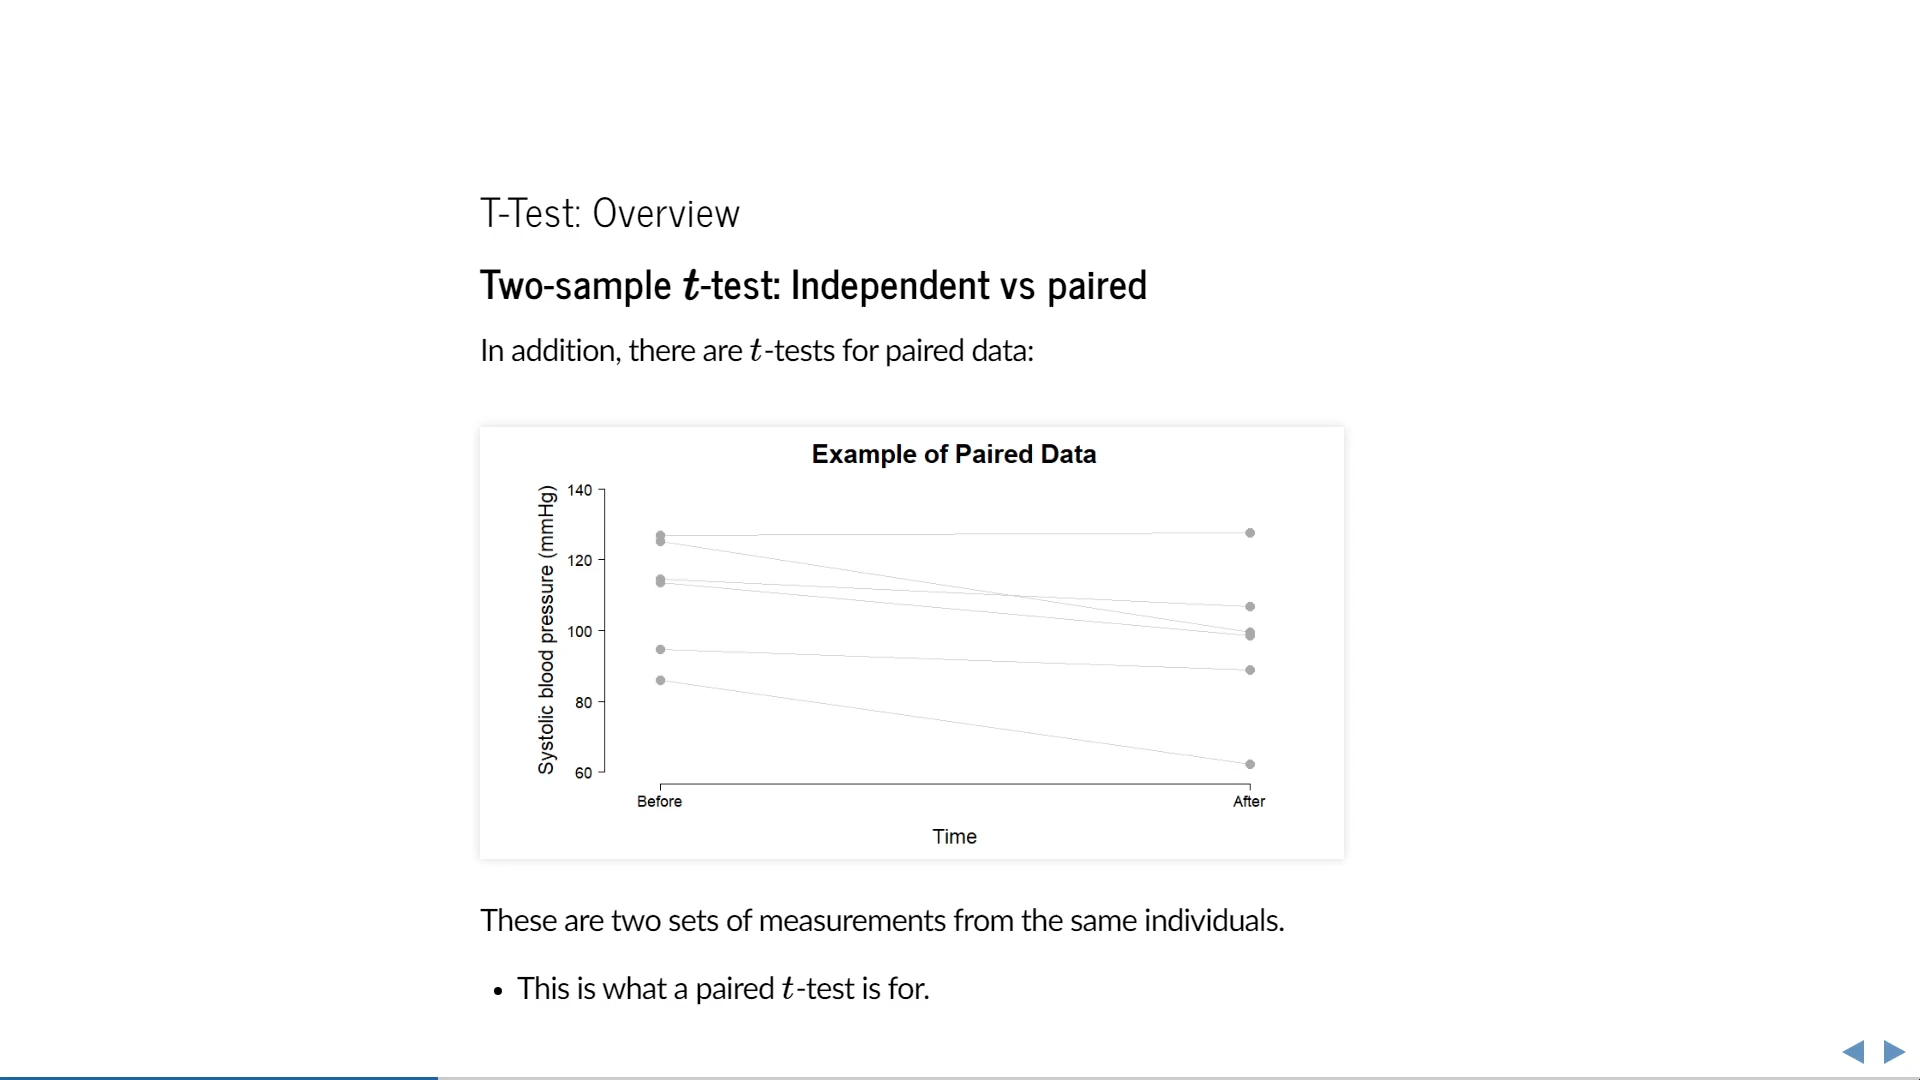 T-Test: Overview
Two-sample t-test: Independent vs paired
In addition, there are t-tests for paired data:
Example of Paired Data
Systolic blood pressure (mmHg)
140
120
100
80
60
Before
After
Time
These are two sets of measurements from the same individuals.
• This is what a paired t-test is for.